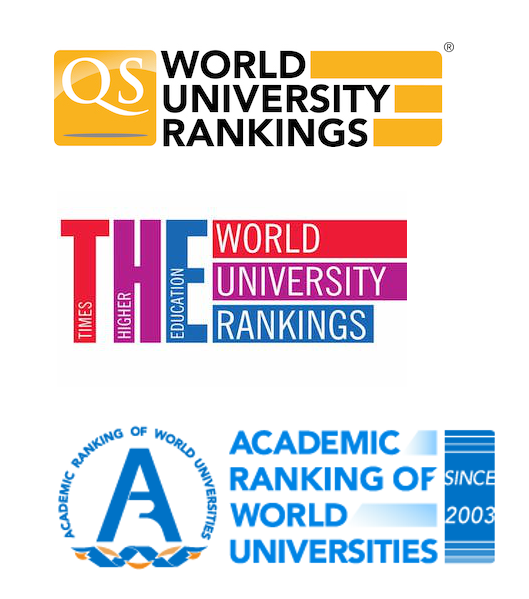 QS WORLD
UNIVERSITY
RANKINGS
®
TIMES
HIGHER
EDUCATION
THE WORLD
UNIVERSITY
RANKINGS
ACADEMIC RANKING OF WORLD UNIVERSITIES
A
ACADEMIC
RANKING OF
WORLD
UNIVERSITIES
SINCE
2003